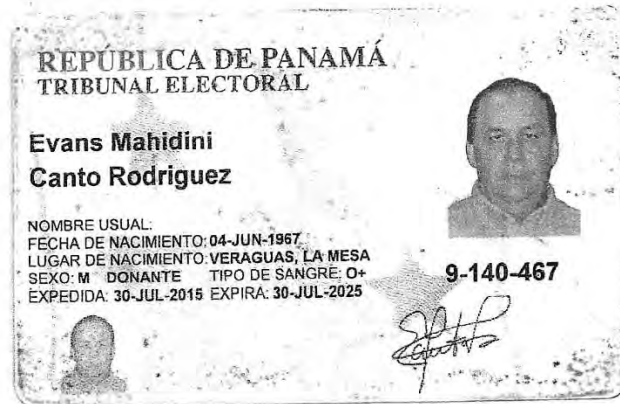 REPÚBLICA DE PANAMÁ
TRIBUNAL ELECTORAL
Evans Mahidini
Canto Rodriguez
NOMBRE USUAL:
FECHA DE NACIMIENTO: 04-JUN-1967
LUGAR DE NACIMIENTO: VERAGUAS, LA MESA
SEXO: M DONANTE TIPO DE SANGRE: O+
EXPEDIDA: 30-JUL-2015 EXPIRA: 30-JUL-2025
9-140-467